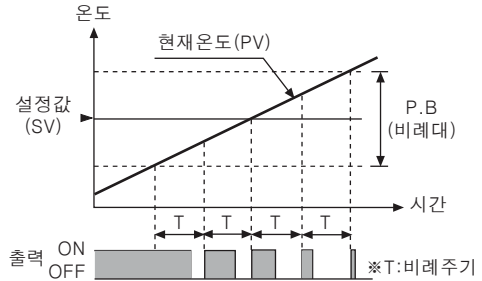 온도
현재온도(PV)
설정값
(SV)
P.B
(비례대)
시간
T T T T
출력 ON
OFF
※T:비례주기